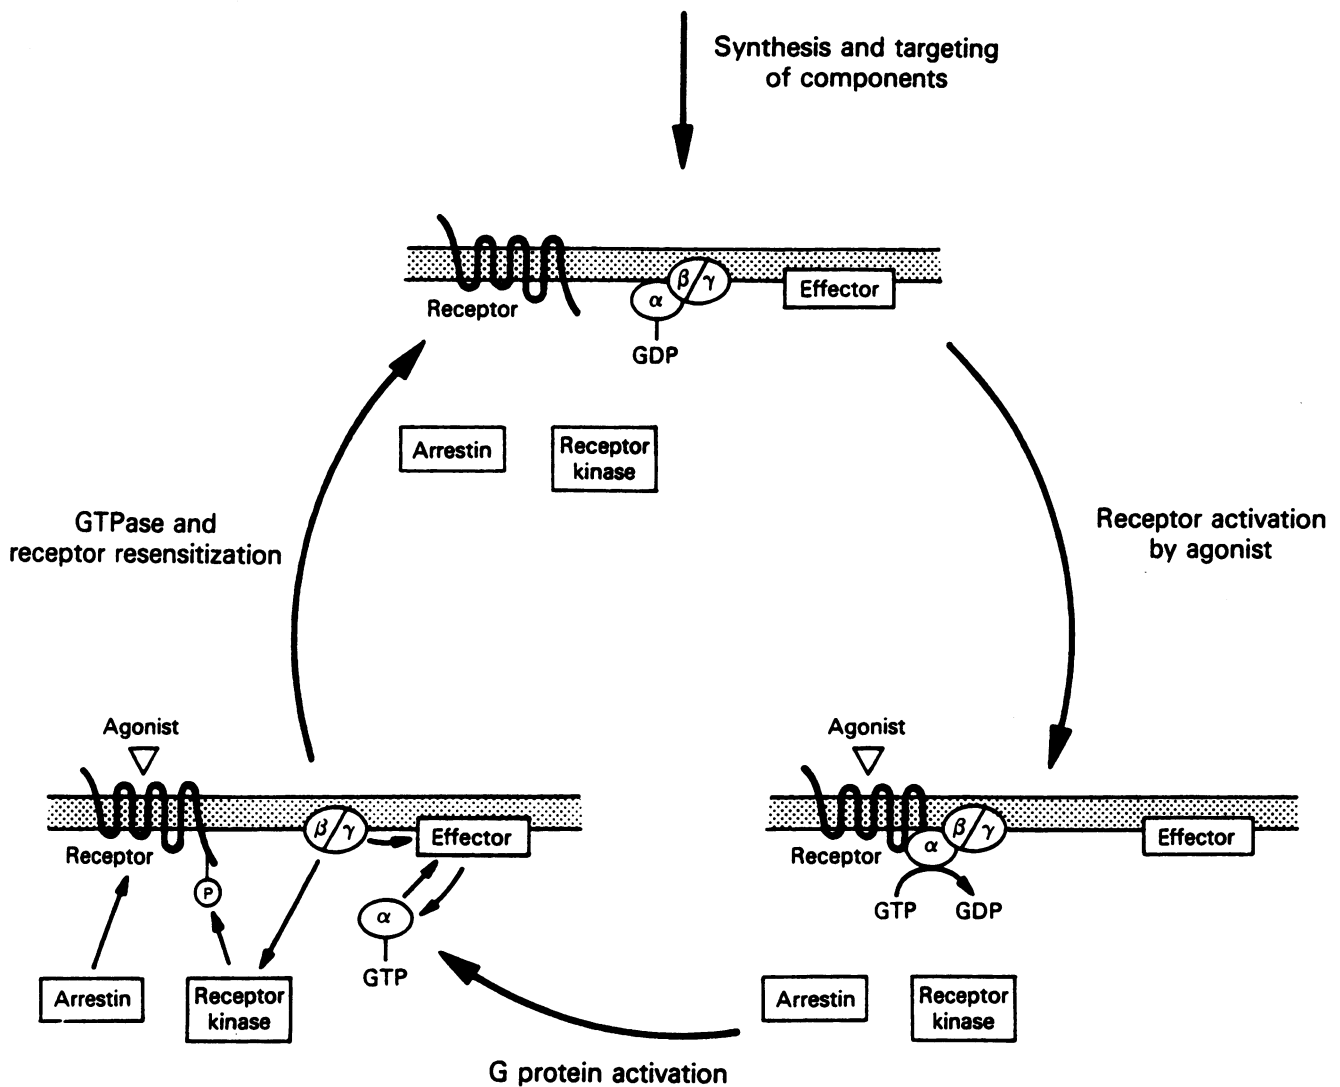 Synthesis and targeting
of components
β/γ
α
Effector
Receptor
GDP
Arrestin
Receptor
kinase
GTPase and
receptor resensitization
Receptor activation
by agonist
Agonist
β/γ
Effector
Receptor
P
α
GTP
Arrestin
Receptor
kinase
Agonist
β/γ
α
Effector
Receptor
GTP
GDP
Arrestin
Receptor
kinase
G protein activation